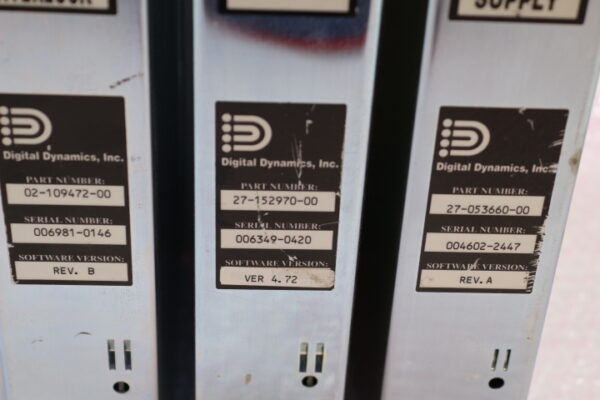 SUPPLY
Digital Dynamics, Inc.
PART NUMBER:
02-109472-00
SERIAL NUMBER:
006981-0146
SOFTWARE VERSION:
REV. B
Digital Dynamics, Inc.
PART NUMBER:
27-152970-00
SERIAL NUMBER:
006349-0420
SOFTWARE VERSION:
VER 4.72
Digital Dynamics, Inc.
PART NUMBER:
27-053660-00
SERIAL NUMBER:
004602-2447
SOFTWARE VERSION:
REV.A